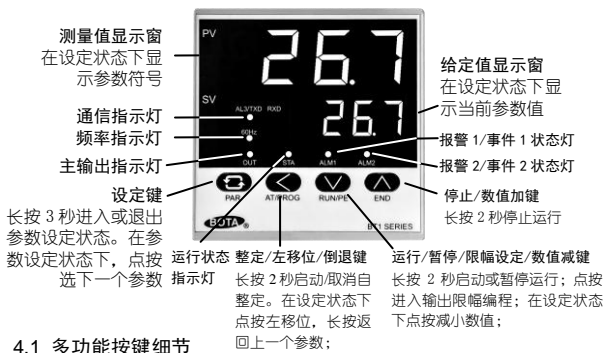 测量值显示窗
在设定状态下显
示参数符号
通信指示灯
频率指示灯
主输出指示灯
设定键
长按 3 秒进入或退出
参数设定状态。在参
数设定状态下，点按
选下一个参数
PV
26.7
SV
26.7
AL3/TXD RXD
60Hz
OUT STA ALM1 ALM2
PAR AT/PROG RUN/PE END
BOTA ® BT1 SERIES
给定值显示窗
在设定状态下显
示当前参数值
报警 1/事件 1 状态灯
报警 2/事件 2 状态灯
停止/数值加键
长按 2 秒停止运行
运行状态
指示灯
整定/左移位/倒退键
长按 2 秒启动/取消自
整定。在设定状态下
点按左移位，长按返
回上一个参数；
运行/暂停/限幅设定/数值减键
长按 2 秒启动或暂停运行；点按
进入输出限幅编程；在设定状态
下点按减小数值；
4.1 多功能按键细节